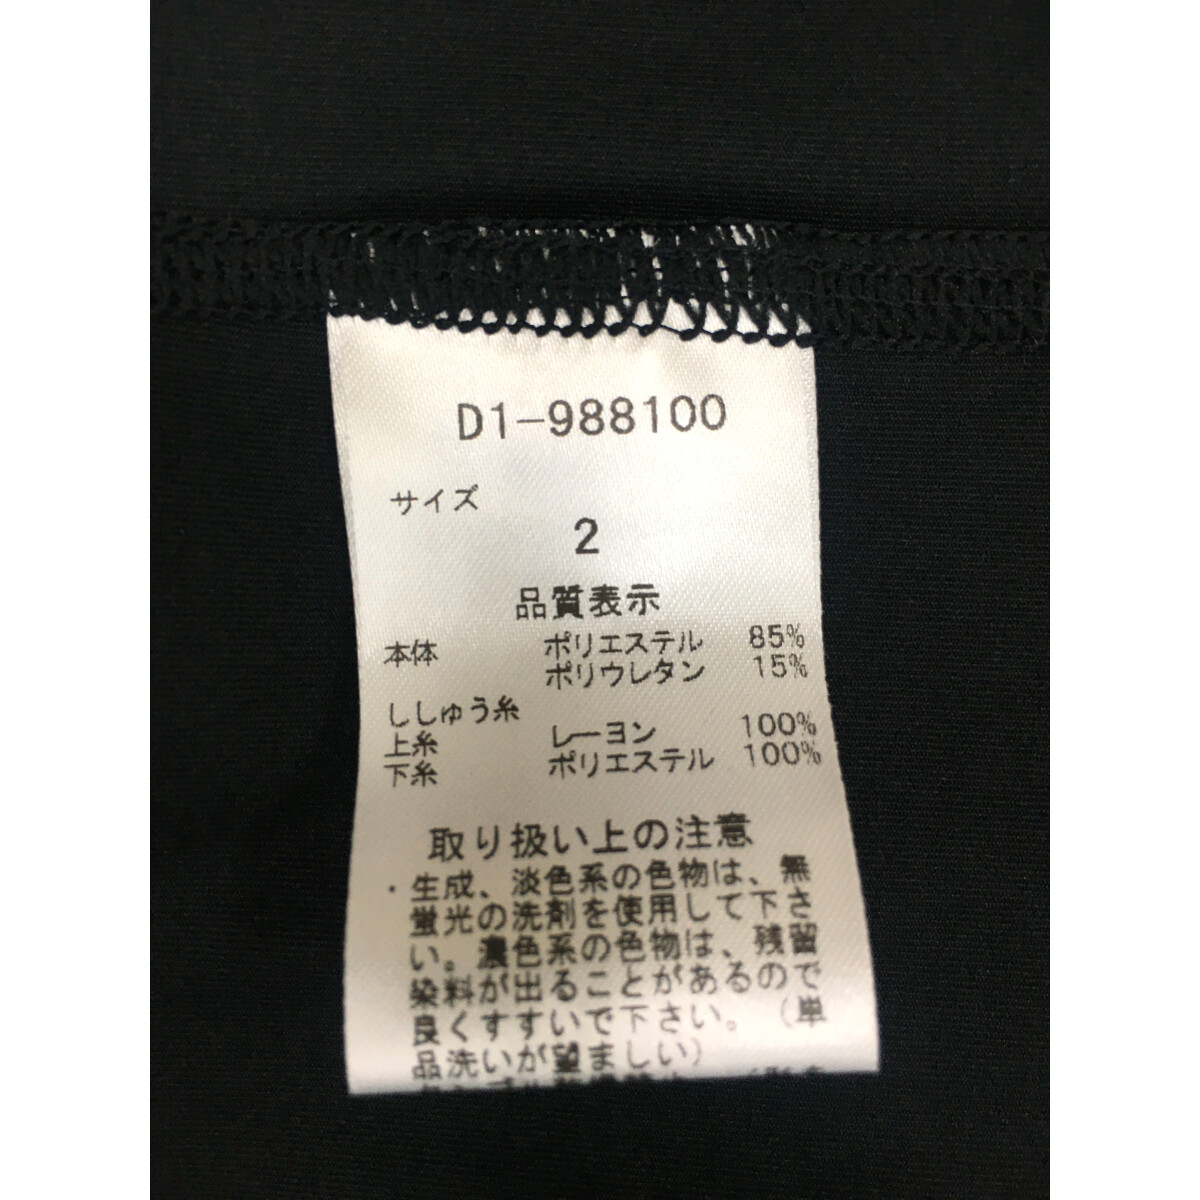 D1-988100
サイズ
2
品質表示
本体 ポリエステル 85%
ポリウレタン 15%
ししゅう糸
上糸 レーヨン 100%
下糸 ポリエステル 100%
取り扱い上の注意
・生成、淡色系の色物は、無
蛍光の洗剤を使用して下さ
い。濃色系の色物は、残留
染料が出ることがあるので
良くすすいで下さい。(単
品洗いが望ましい)